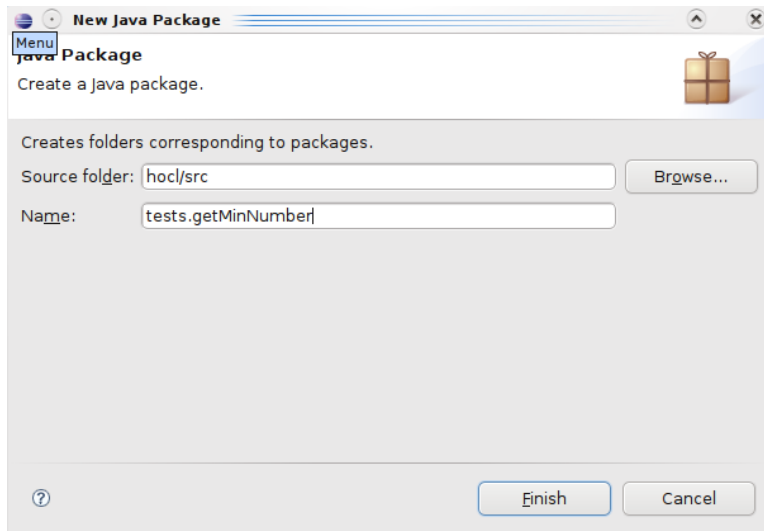 New Java Package
Menu
Java Package
Create a Java package.
Creates folders corresponding to packages.
Source folder: hocl/src Browse...
Name: tests.getMinNumber
? Finish Cancel